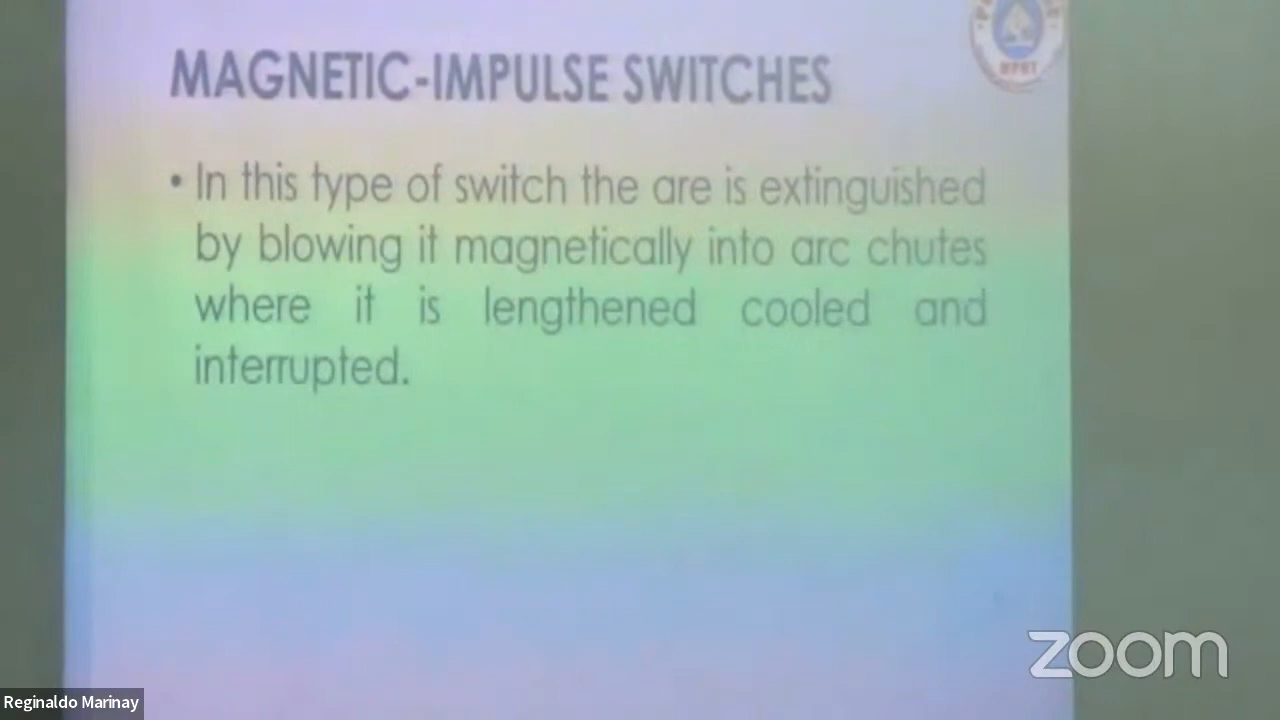 MAGNETIC-IMPULSE SWITCHES
• In this type of switch the are is extinguished
by blowing it magnetically into arc chutes
where it is lengthened cooled and
interrupted.
zoom
Reginaldo Marinay